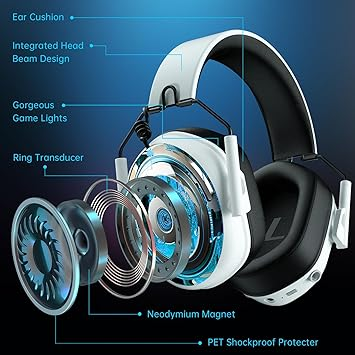 Ear Cushion
Integrated Head
Beam Design
Gorgeous
Game Lights
Ring Transducer
Neodymium Magnet
PET Shockproof Protecter